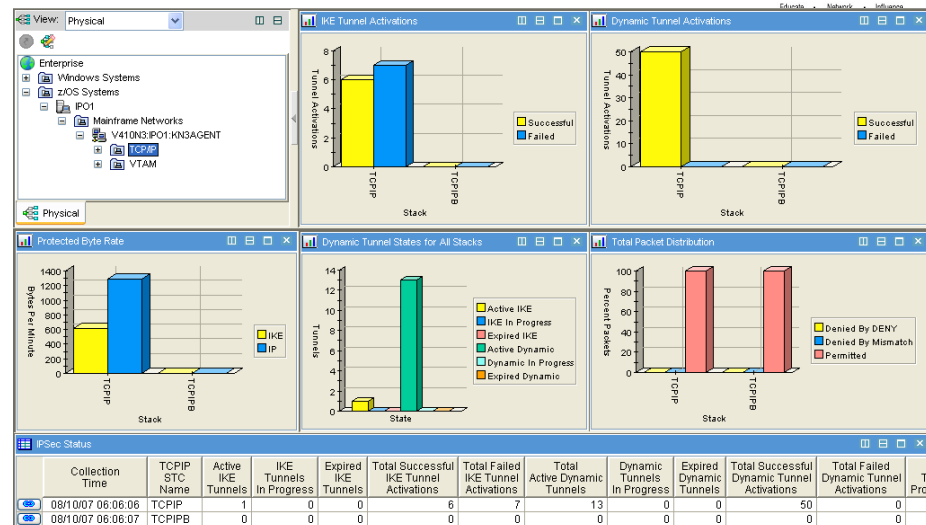 Educate • Network • Influence
View: Physical
Enterprise
Windows Systems
z/OS Systems
IPO1
Mainframe Networks
V410N3:IPO1:KN3AGENT
TCP/IP
VTAM
Physical
IKE Tunnel Activations
8
6
4
2
0
Tunnel Activations
TCPIP
TCPIPB
Stack
Successful
Failed
Dynamic Tunnel Activations
50
40
30
20
10
0
Tunnel Activations
TCPIP
TCPIPB
Stack
Successful
Failed
Protected Byte Rate
1400
1200
1000
800
600
400
200
0
Bytes Per Minute
TCPIP
TCPIPB
Stack
IKE
IP
Dynamic Tunnel States for All Stacks
14
12
10
8
6
4
2
0
Tunnels
State
Active IKE
IKE In Progress
Expired IKE
Active Dynamic
Dynamic In Progress
Expired Dynamic
Total Packet Distribution
100
80
60
40
20
0
Percent Packets
TCPIP
TCPIPB
Stack
Denied By DENY
Denied By Mismatch
Permitted
IPSec Status
Collection Time TCPIP STC Name Active IKE Tunnels IKE Tunnels In Progress Expired IKE Tunnels Total Successful IKE Tunnel Activations Total Failed IKE Tunnel Activations Total Active Dynamic Tunnels Dynamic Tunnels In Progress Expired Dynamic Tunnels Total Successful Dynamic Tunnel Activations Total Failed Dynamic Tunnel Activations
08/10/07 06:06:06 TCPIP 1 0 0 6 7 13 0 0 50 0
08/10/07 06:06:07 TCPIPB 0 0 0 0 0 0 0 0 0 0